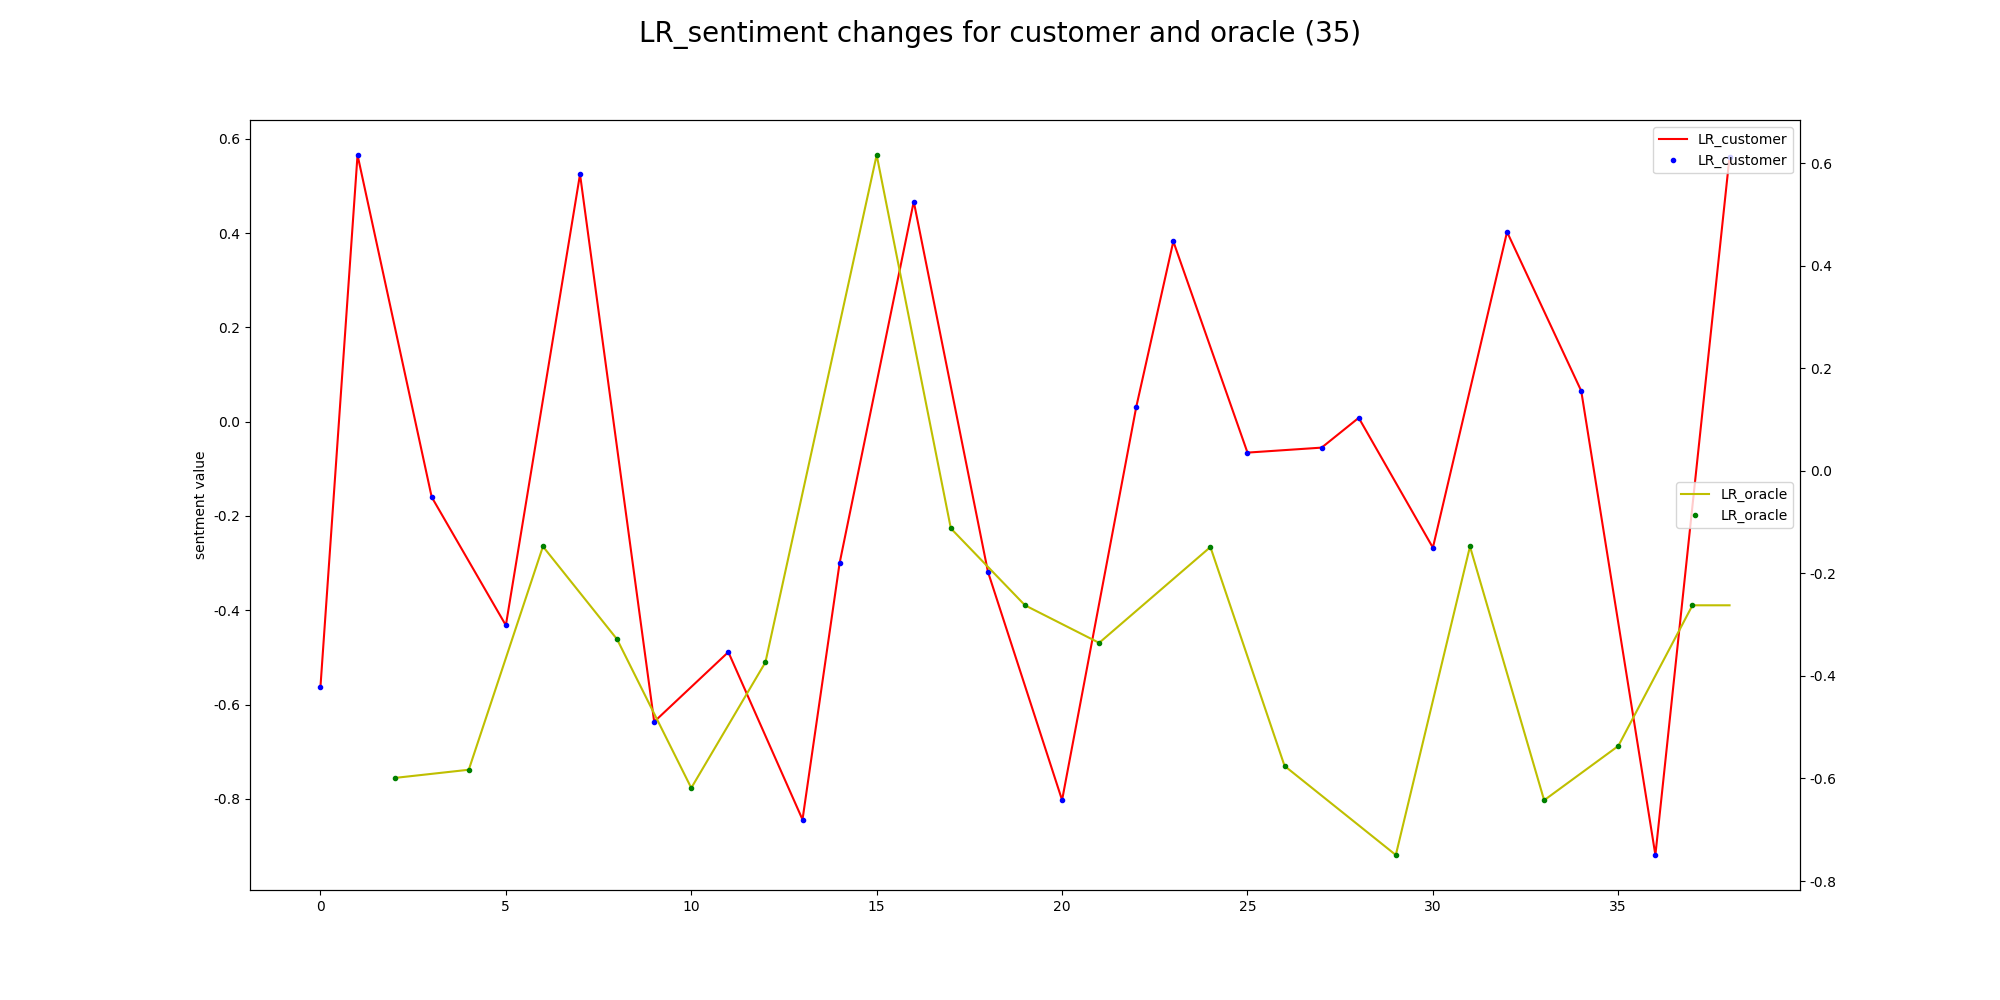 LR_sentiment changes for customer and oracle (35)
LR_customer
LR_customer
LR_oracle
LR_oracle
sentment value
0.6
0.4
0.2
0.0
-0.2
-0.4
-0.6
-0.8
0.6
0.4
0.2
0.0
-0.2
-0.4
-0.6
-0.8
0 5 10 15 20 25 30 35